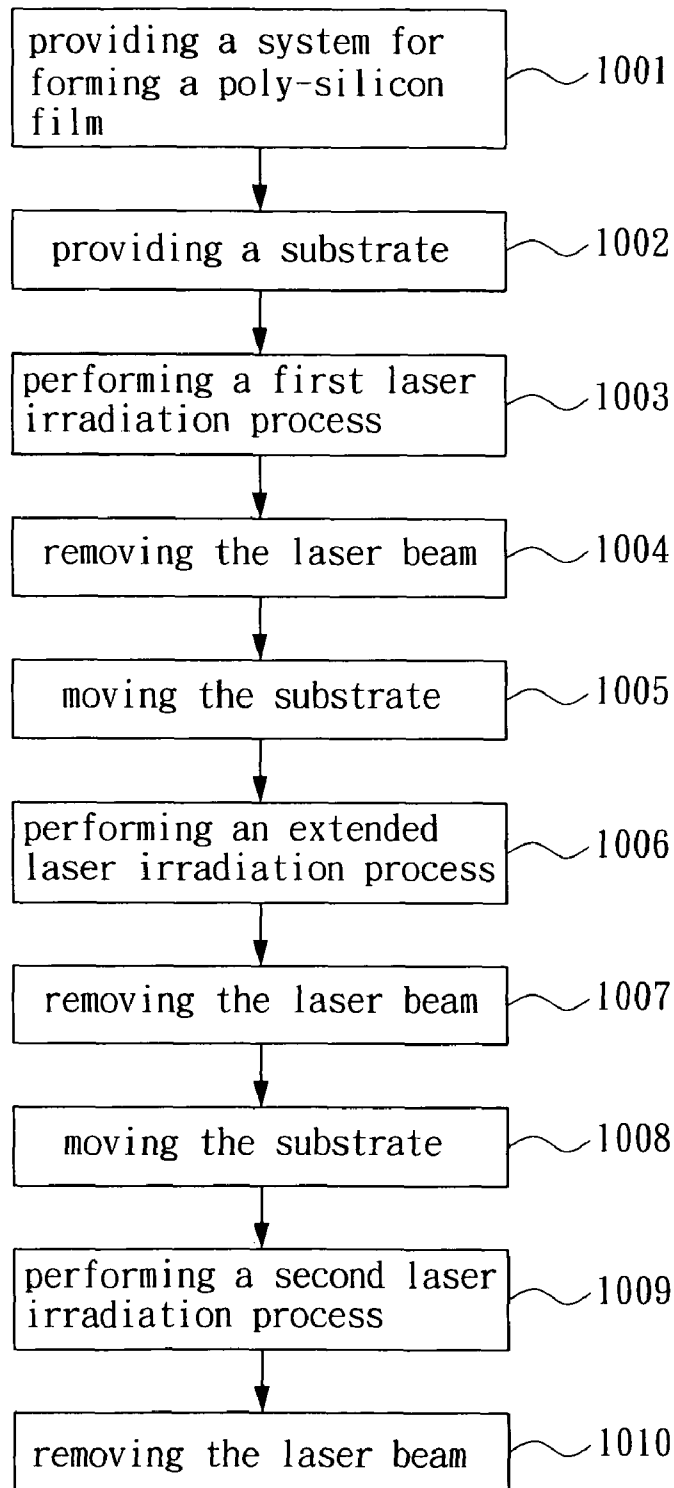 providing a system for
forming a poly-silicon
film
1001
providing a substrate
1002
performing a first laser
irradiation process
1003
removing the laser beam
1004
moving the substrate
1005
performing an extended
laser irradiation process
1006
removing the laser beam
1007
moving the substrate
1008
performing a second laser
irradiation process
1009
removing the laser beam
1010